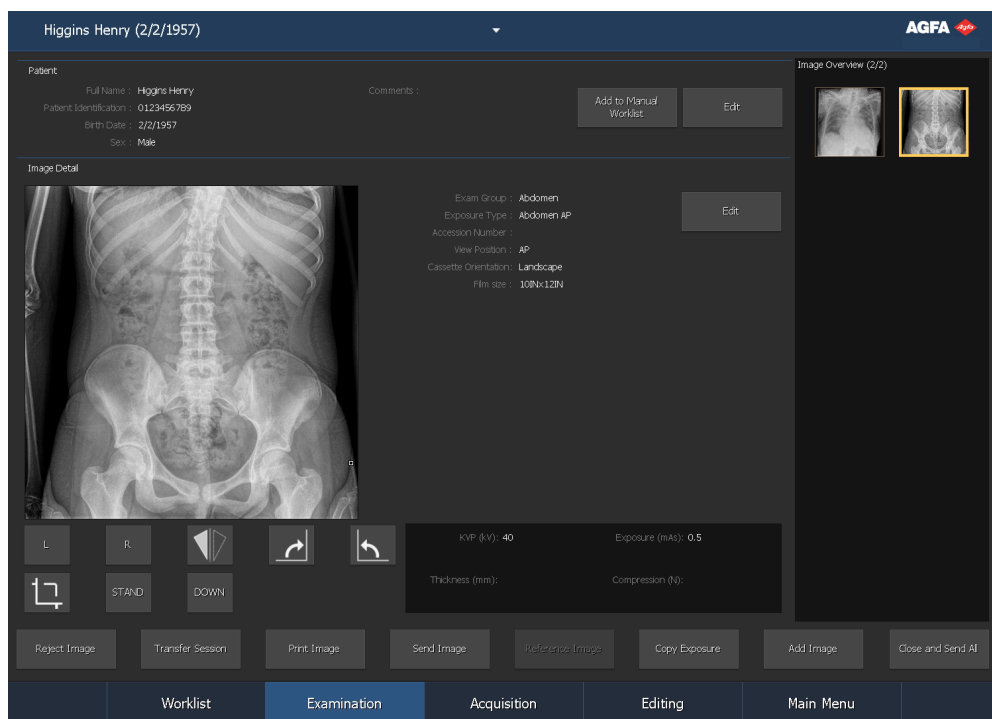 Higgins Henry (2/2/1957)
AGFA Agfa
Patient
Full Name : Higgins Henry
Comments :
Patient Identification : 0123456789
Birth Date : 2/2/1957
Sex : Male
Add to Manual
Worklist
Edit
Image Overview (2/2)
Image Detail
Exam Group : Abdomen
Exposure Type : Abdomen AP
Accession Number :
View Position : AP
Cassette Orientation: Landscape
Film size : 10INx12IN
Edit
L
R
STAND
DOWN
KVP (kV): 40
Exposure (mAs): 0.5
Thickness (mm):
Compression (N):
Reject Image
Transfer Session
Print Image
Send Image
Reference Image
Copy Exposure
Add Image
Close and Send Al
Worklist
Examination
Acquisition
Editing
Main Menu